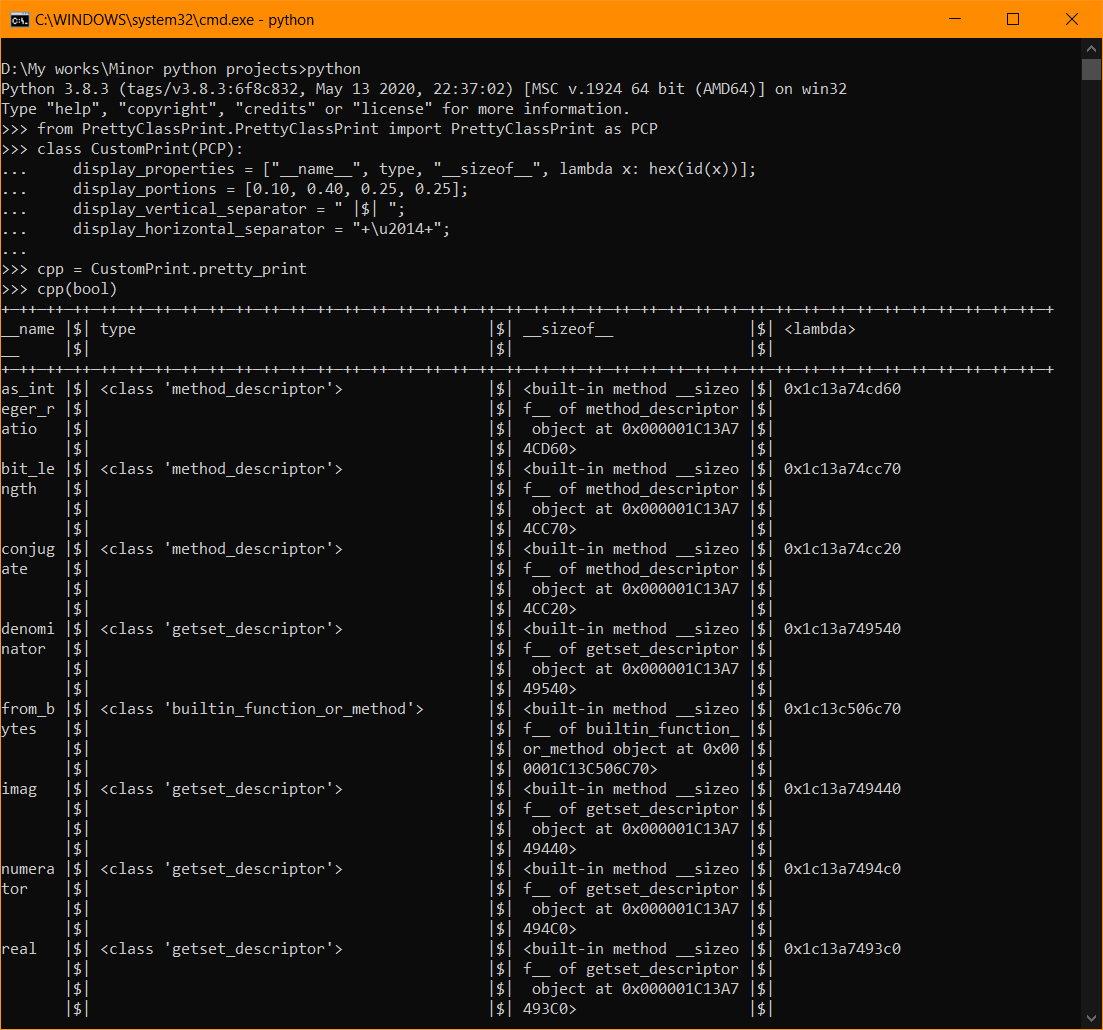 C:\WINDOWS\system32\cmd.exe - python
D:\My works\Minor python projects>python
Python 3.8.3 (tags/v3.8.3:6f8c832, May 13 2020, 22:37:02) [MSC v.1924 64 bit (AMD64)] on win32
Type "help", "copyright", "credits" or "license" for more information.
>>> from PrettyClassPrint.PrettyClassPrint import PrettyClassPrint as PCP
>>> class CustomPrint(PCP):
...     display_properties = ["__name__", type, "__sizeof__", lambda x: hex(id(x))];
...     display_portions = [0.10, 0.40, 0.25, 0.25];
...     display_vertical_separator = " |$| ";
...     display_horizontal_separator = "+\u2014+";
...
>>> cpp = CustomPrint.pretty_print
>>> cpp(bool)
+—++—++—++—++—++—++—++—++—++—++—++—++—++—++—++—++—++—++—++—++—++—++—++—++—++—++—++—++—++—++—++—++—++—++—++—++—++—++—+
__name |$| type                                       |$| __sizeof__               |$| <lambda>
__     |$|                                            |$|                          |$|
+—++—++—++—++—++—++—++—++—++—++—++—++—++—++—++—++—++—++—++—++—++—++—++—++—++—++—++—++—++—++—++—++—++—++—++—++—++—++—+
as_int |$| <class 'method_descriptor'>                |$| <built-in method __sizeo |$| 0x1c13a74cd60
eger_r |$|                                            |$| f__ of method_descriptor |$|
atio   |$|                                            |$|  object at 0x000001C13A7 |$|
       |$|                                            |$| 4CD60>                   |$|
bit_le |$| <class 'method_descriptor'>                |$| <built-in method __sizeo |$| 0x1c13a74cc70
ngth   |$|                                            |$| f__ of method_descriptor |$|
       |$|                                            |$|  object at 0x000001C13A7 |$|
       |$|                                            |$| 4CC70>                   |$|
conjug |$| <class 'method_descriptor'>                |$| <built-in method __sizeo |$| 0x1c13a74cc20
ate    |$|                                            |$| f__ of method_descriptor |$|
       |$|                                            |$|  object at 0x000001C13A7 |$|
       |$|                                            |$| 4CC20>                   |$|
denomi |$| <class 'getset_descriptor'>                |$| <built-in method __sizeo |$| 0x1c13a749540
nator  |$|                                            |$| f__ of getset_descriptor |$|
       |$|                                            |$|  object at 0x000001C13A7 |$|
       |$|                                            |$| 49540>                   |$|
from_b |$| <class 'builtin_function_or_method'>       |$| <built-in method __sizeo |$| 0x1c13c506c70
ytes   |$|                                            |$| f__ of builtin_function_ |$|
       |$|                                            |$| or_method object at 0x00 |$|
       |$|                                            |$| 0001C13C506C70>          |$|
imag   |$| <class 'getset_descriptor'>                |$| <built-in method __sizeo |$| 0x1c13a749440
       |$|                                            |$| f__ of getset_descriptor |$|
       |$|                                            |$|  object at 0x000001C13A7 |$|
       |$|                                            |$| 49440>                   |$|
numera |$| <class 'getset_descriptor'>                |$| <built-in method __sizeo |$| 0x1c13a7494c0
tor    |$|                                            |$| f__ of getset_descriptor |$|
       |$|                                            |$|  object at 0x000001C13A7 |$|
       |$|                                            |$| 494C0>                   |$|
real   |$| <class 'getset_descriptor'>                |$| <built-in method __sizeo |$| 0x1c13a7493c0
       |$|                                            |$| f__ of getset_descriptor |$|
       |$|                                            |$|  object at 0x000001C13A7 |$|
       |$|                                            |$| 493C0>                   |$|